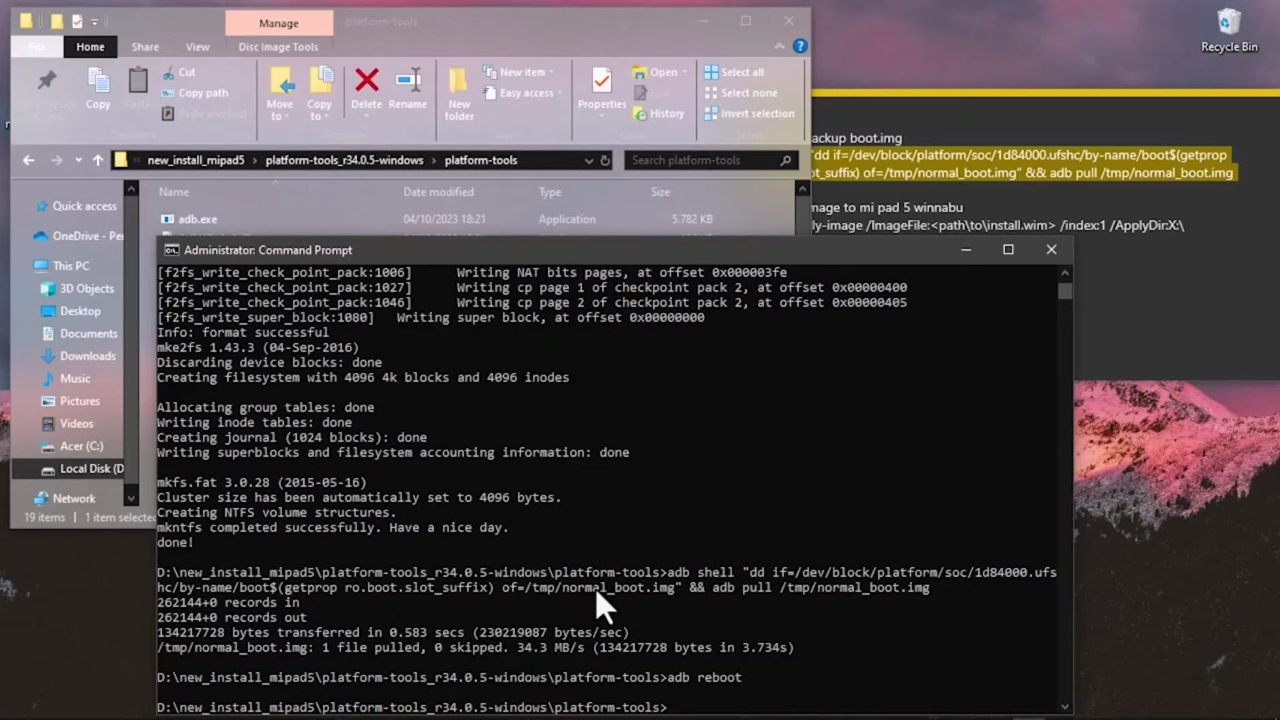 Manage
platform-tools
File
Home
Share
View
Disc Image Tools
Copy
Cut
Copy path
Move to
Copy to
Delete
Rename
New folder
New item
Easy access
Properties
Open
History
Select all
Select none
Invert selection
new_install_mipad5
platform-tools_r34.0.5-windows
platform-tools
Search platform-tools
Name
Date modified
Type
Size
adb.exe
04/10/2023 18:21
Application
5.782 KB
Quick access
OneDrive - Per
This PC
3D Objects
Desktop
Documents
Downloads
Music
Pictures
Videos
Acer (C:)
Local Disk (D
Network
19 items
1 item selected
Recycle Bin
ackup boot.img
"dd if=/dev/block/platform/soc/1d84000.ufshc/by-name/boot$(getprop
ot_suffix) of=/tmp/normal_boot.img" && adb pull /tmp/normal_boot.img
mage to mi pad 5 winnabu
ly-image /ImageFile:<path\to\install.wim> /index:1 /ApplyDir:X:\
Administrator: Command Prompt
[f2fs_write_check_point_pack:1006] Writing NAT bits pages, at offset 0x000003fe
[f2fs_write_check_point_pack:1027] Writing cp page 1 of checkpoint pack 2, at offset 0x00000400
[f2fs_write_check_point_pack:1046] Writing cp page 2 of checkpoint pack 2, at offset 0x00000405
[f2fs_write_super_block:1080] Writing super block, at offset 0x00000000
Info: format successful
mke2fs 1.43.3 (04-Sep-2016)
Discarding device blocks: done
Creating filesystem with 4096 4k blocks and 4096 inodes
Allocating group tables: done
Writing inode tables: done
Creating journal (1024 blocks): done
Writing superblocks and filesystem accounting information: done
mkfs.fat 3.0.28 (2015-05-16)
Cluster size has been automatically set to 4096 bytes.
Creating NTFS volume structures.
mkntfs completed successfully. Have a nice day.
done!
D:\new_install_mipad5\platform-tools_r34.0.5-windows\platform-tools>adb shell "dd if=/dev/block/platform/soc/1d84000.ufs
hc/by-name/boot$(getprop ro.boot.slot_suffix) of=/tmp/normal_boot.img" && adb pull /tmp/normal_boot.img
262144+0 records in
262144+0 records out
134217728 bytes transferred in 0.583 secs (230219087 bytes/sec)
/tmp/normal_boot.img: 1 file pulled, 0 skipped. 34.3 MB/s (134217728 bytes in 3.734s)
D:\new_install_mipad5\platform-tools_r34.0.5-windows\platform-tools>adb reboot
D:\new_install_mipad5\platform-tools_r34.0.5-windows\platform-tools>